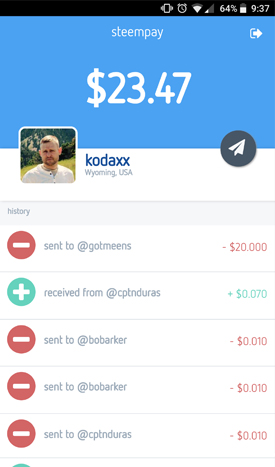 64% 9:37
steempay
$23.47
kodaxx
Wyoming, USA
history
sent to @gotmeens - $20.000
received from @cptnduras + $0.070
sent to @bobarker - $0.010
sent to @bobarker - $0.010
sent to @cptnduras - $0.010